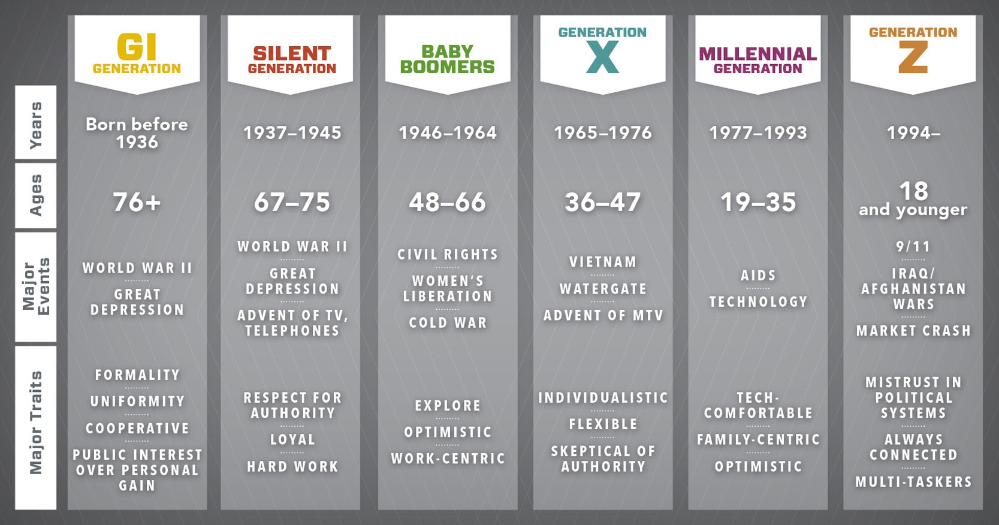 GI
GENERATION
SILENT
GENERATION
BABY
BOOMERS
GENERATION
X
MILLENNIAL
GENERATION
GENERATION
Z
Years
Born before
1936
1937–1945
1946–1964
1965–1976
1977–1993
1994–
Ages
76+
67–75
48–66
36–47
19–35
18
and younger
Major
Events
WORLD WAR II
GREAT
DEPRESSION
WORLD WAR II
GREAT
DEPRESSION
ADVENT OF TV,
TELEPHONES
CIVIL RIGHTS
WOMEN'S
LIBERATION
COLD WAR
VIETNAM
WATERGATE
ADVENT OF MTV
AIDS
TECHNOLOGY
9/11
IRAQ/
AFGHANISTAN
WARS
MARKET CRASH
Major Traits
FORMALITY
UNIFORMITY
COOPERATIVE
PUBLIC INTEREST
OVER PERSONAL
GAIN
RESPECT FOR
AUTHORITY
LOYAL
HARD WORK
EXPLORE
OPTIMISTIC
WORK-CENTRIC
INDIVIDUALISTIC
FLEXIBLE
SKEPTICAL OF
AUTHORITY
TECH-
COMFORTABLE
FAMILY-CENTRIC
OPTIMISTIC
MISTRUST IN
POLITICAL
SYSTEMS
ALWAYS
CONNECTED
MULTI-TASKERS